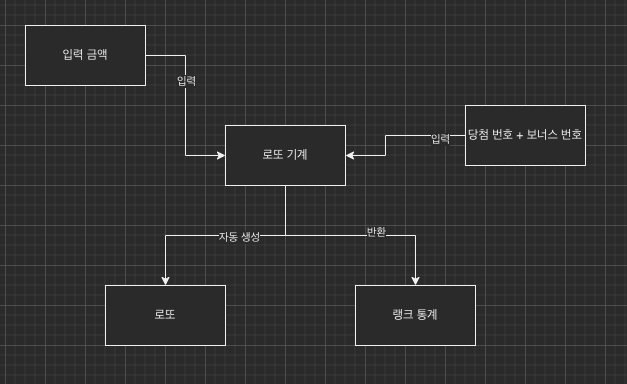 입력 금액
입력
로또 기계
당첨 번호 + 보너스 번호
입력
자동 생성
반환
로또
랭크 통계